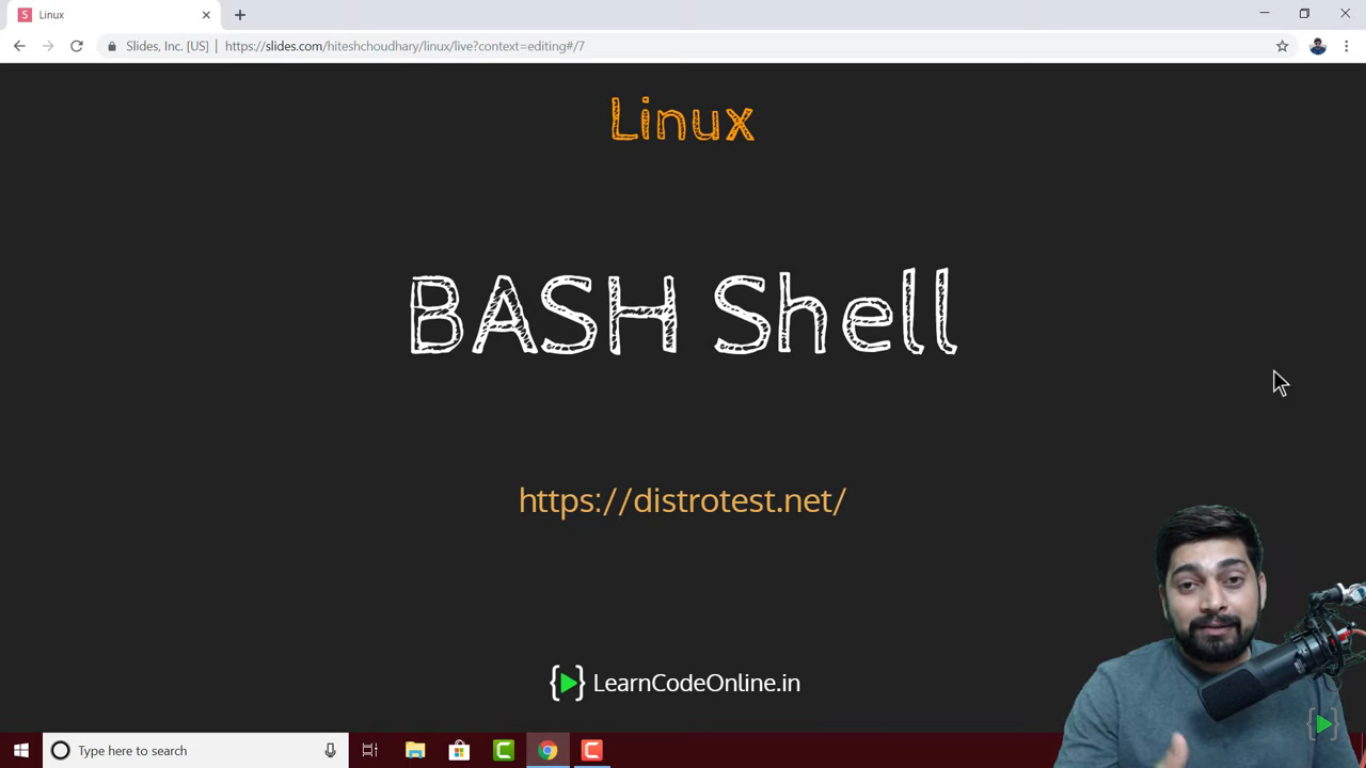 Linux
Slides, Inc. [US] | https://slides.com/hiteshchoudhary/linux/live?context=editing#/7
Linux
BASH Shell
https://distrotest.net/
LearnCodeOnline.in
Type here to search